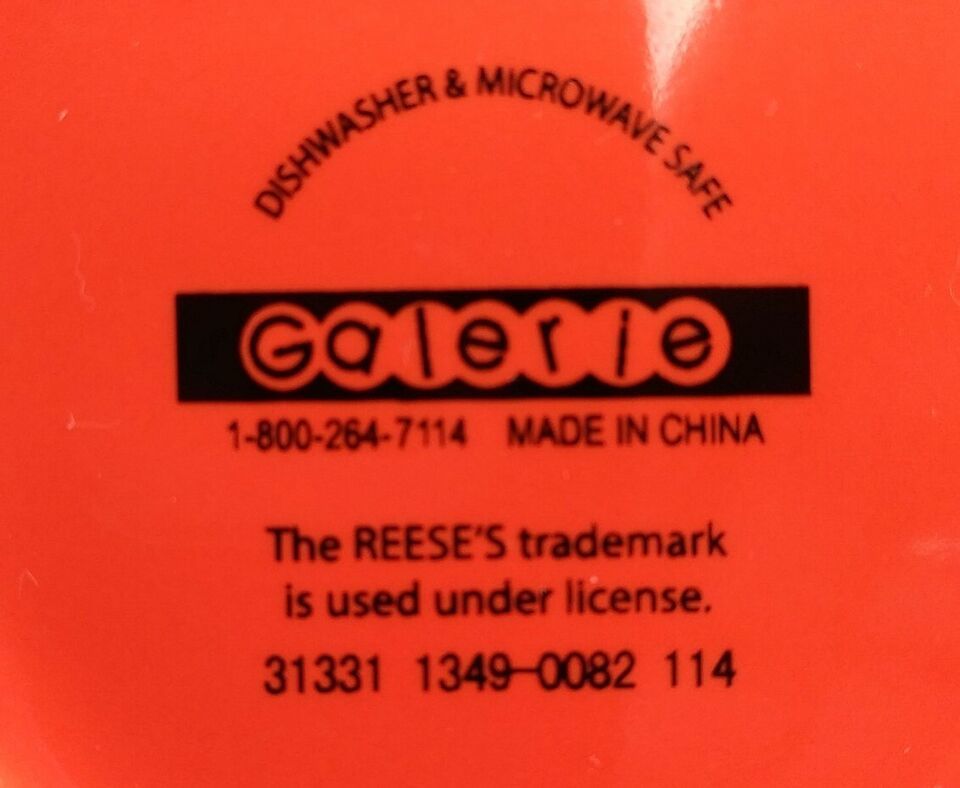 DISHWASHER & MICROWAVE SAFE
Galerie
1-800-264-7114 MADE IN CHINA
The REESE'S trademark
is used under license.
31331 1349-0082 114